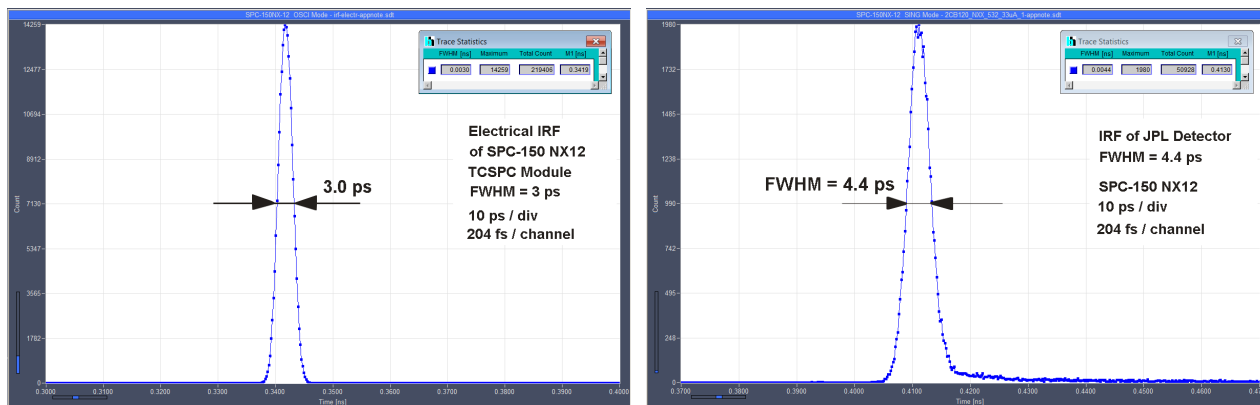 SPC-150NX-12 OSCI Mode - irf-electri-appnote.sdt
14259
12477
10694
8912
7130
5347
3565
1782
0
Count
Trace Statistics
FWHM [ns] Maximum Total Count M1 [ns]
0.0030 14259 219406 0.3419
Electrical IRF
of SPC-150 NX12
TCSPC Module
FWHM = 3 ps
10 ps / div
204 fs / channel
3.0 ps
0.3000 0.3100 0.3200 0.3300 0.3400 0.3500 0.3600 0.3700 0.3800 0.3900 0.4000
Time [ns]
SPC-150NX-12 SING Mode - 2CB120_NXX_532_33uA_1-appnote.sdt
1980
1732
1485
1238
990
742
495
248
0
Count
Trace Statistics
FWHM [ns] Maximum Total Count M1 [ns]
0.0044 1980 50928 0.4130
IRF of JPL Detector
FWHM = 4.4 ps
SPC-150 NX12
10 ps / div
204 fs / channel
FWHM = 4.4 ps
0.3700 0.3800 0.3900 0.4000 0.4100 0.4200 0.4300 0.4400 0.4500 0.4600
Time [ns]